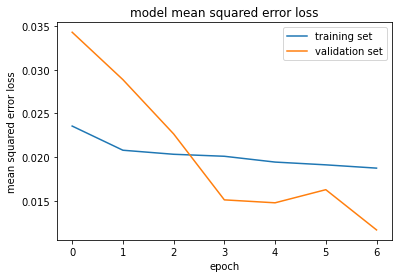 model mean squared error loss
training set
validation set
mean squared error loss
0.035
0.030
0.025
0.020
0.015
0 1 2 3 4 5 6
epoch